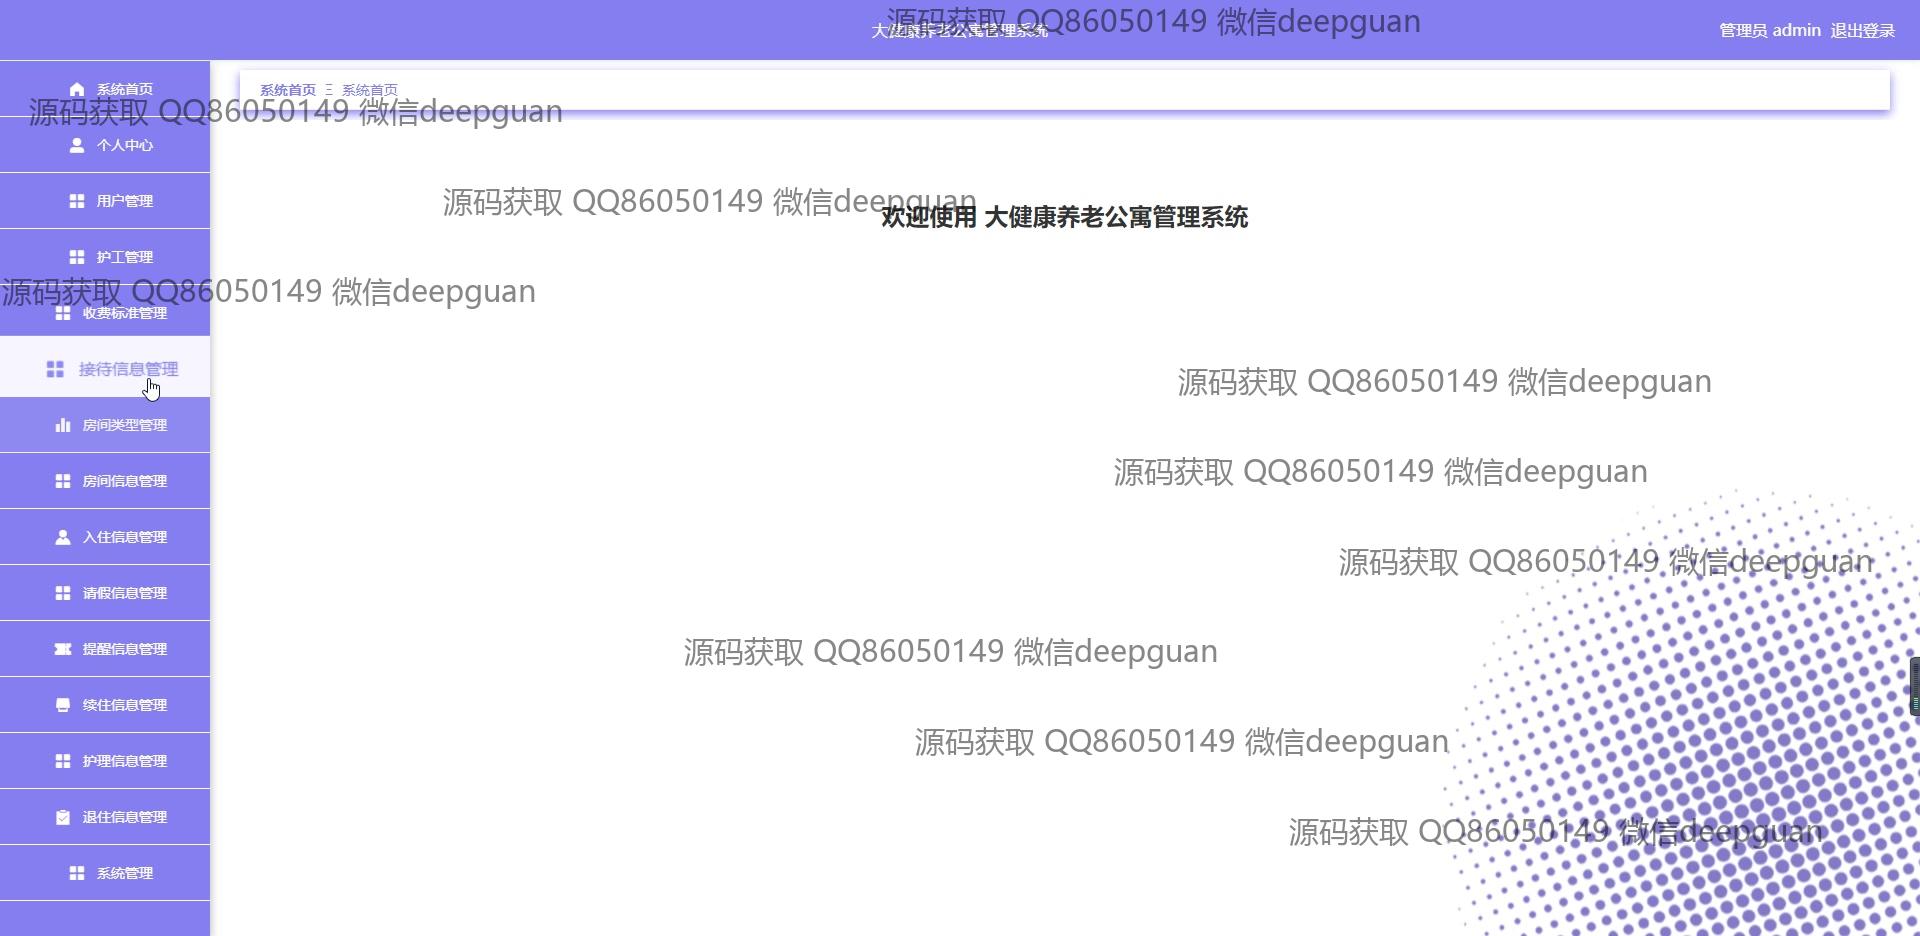 大健康养老公寓管理系统
源码获取 QQ86050149 微信deepguan
管理员 admin 退出登录
系统首页
系统首页 Ξ 系统首页
源码获取 QQ86050149 微信deepguan
个人中心
用户管理
源码获取 QQ86050149 微信deepguan
欢迎使用 大健康养老公寓管理系统
护工管理
源码获取 QQ86050149 微信deepguan
收费标准管理
接待信息管理
源码获取 QQ86050149 微信deepguan
房间类型管理
源码获取 QQ86050149 微信deepguan
房间信息管理
入住信息管理
源码获取 QQ86050149 微信deepguan
请假信息管理
提醒信息管理
源码获取 QQ86050149 微信deepguan
续住信息管理
源码获取 QQ86050149 微信deepguan
护理信息管理
退住信息管理
源码获取 QQ86050149 微信deepguan
系统管理